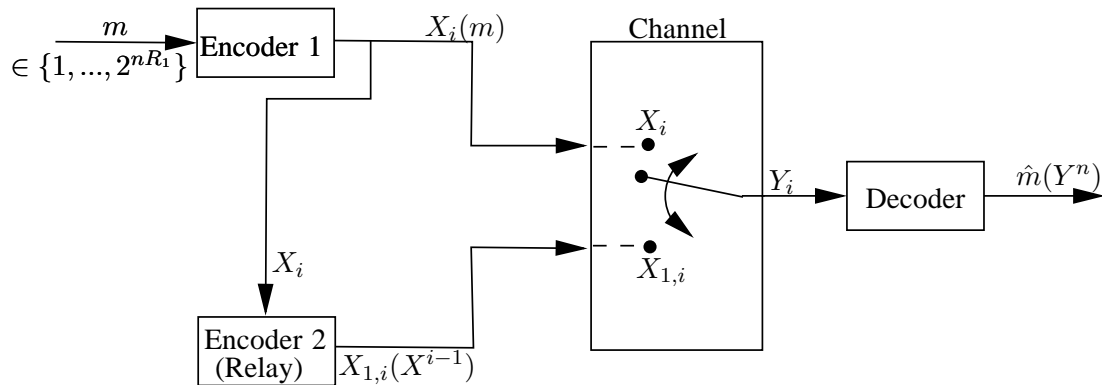 m
∈ {1, ..., 2^{nR_1}}
Encoder 1
X_i(m)
Channel
X_i
Y_i
Decoder
m̂(Y^n)
X_{1,i}
X_i
Encoder 2
(Relay)
X_{1,i}(X^{i−1})